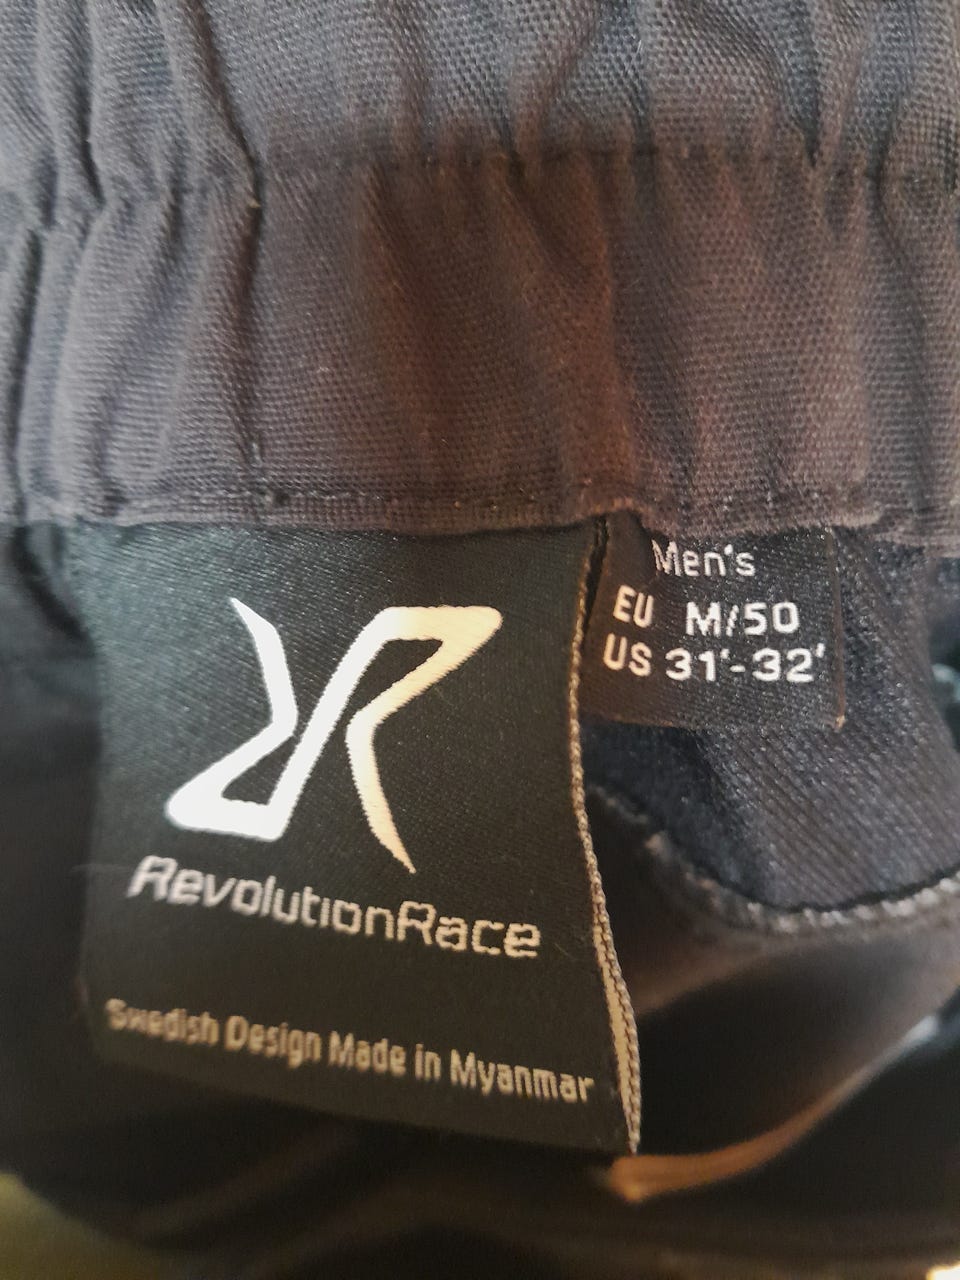 Men's
EU M/50
US 31'-32'
RevolutionRace
Swedish Design Made in Myanmar